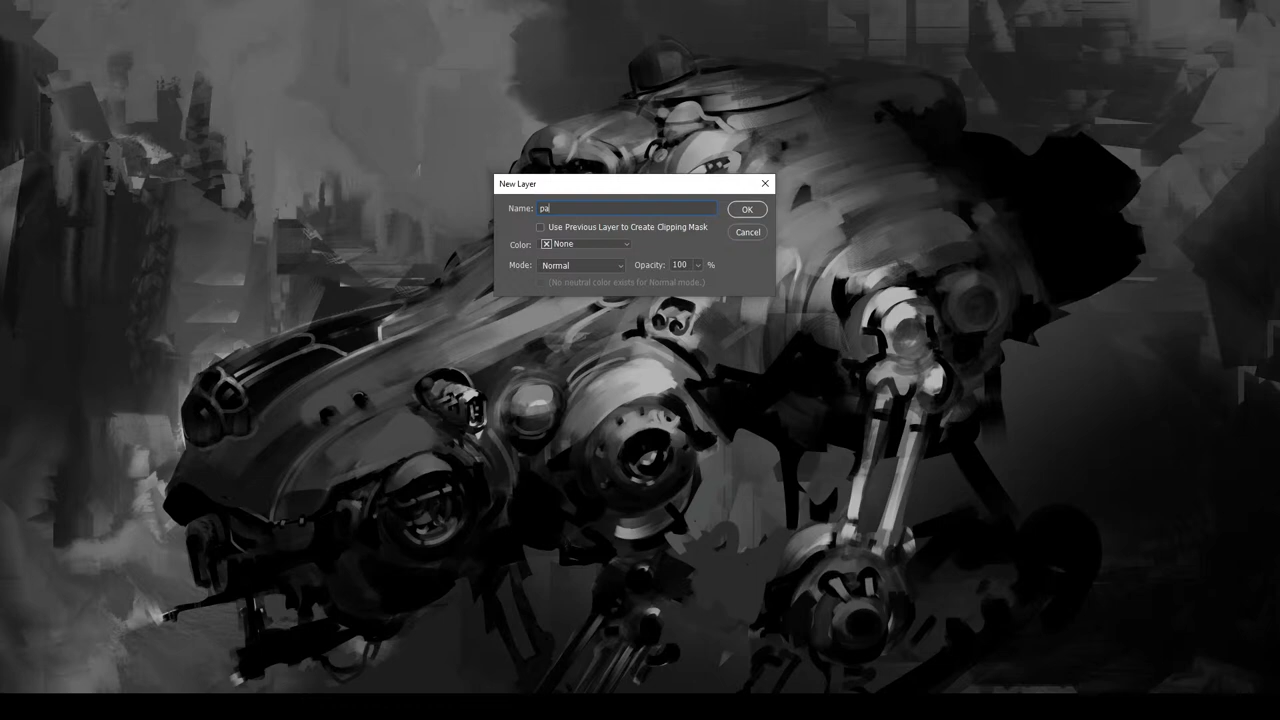 New Layer
Name: pa
OK
Use Previous Layer to Create Clipping Mask
Cancel
Color: None
Mode: Normal Opacity: 100 %
(No neutral color exists for Normal mode.)